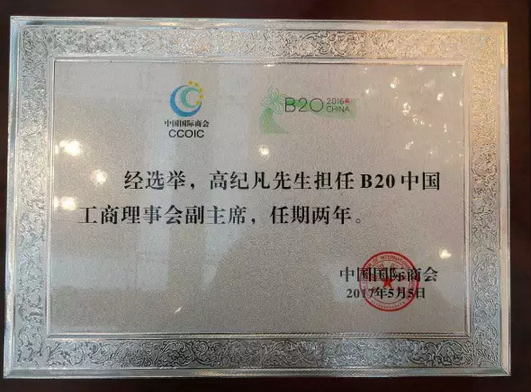 中国国际商会
CCOIC
B20 2016
CHINA
经选举，高纪凡先生担任B20中国
工商理事会副主席，任期两年。
中国国际商会
2017年5月5日